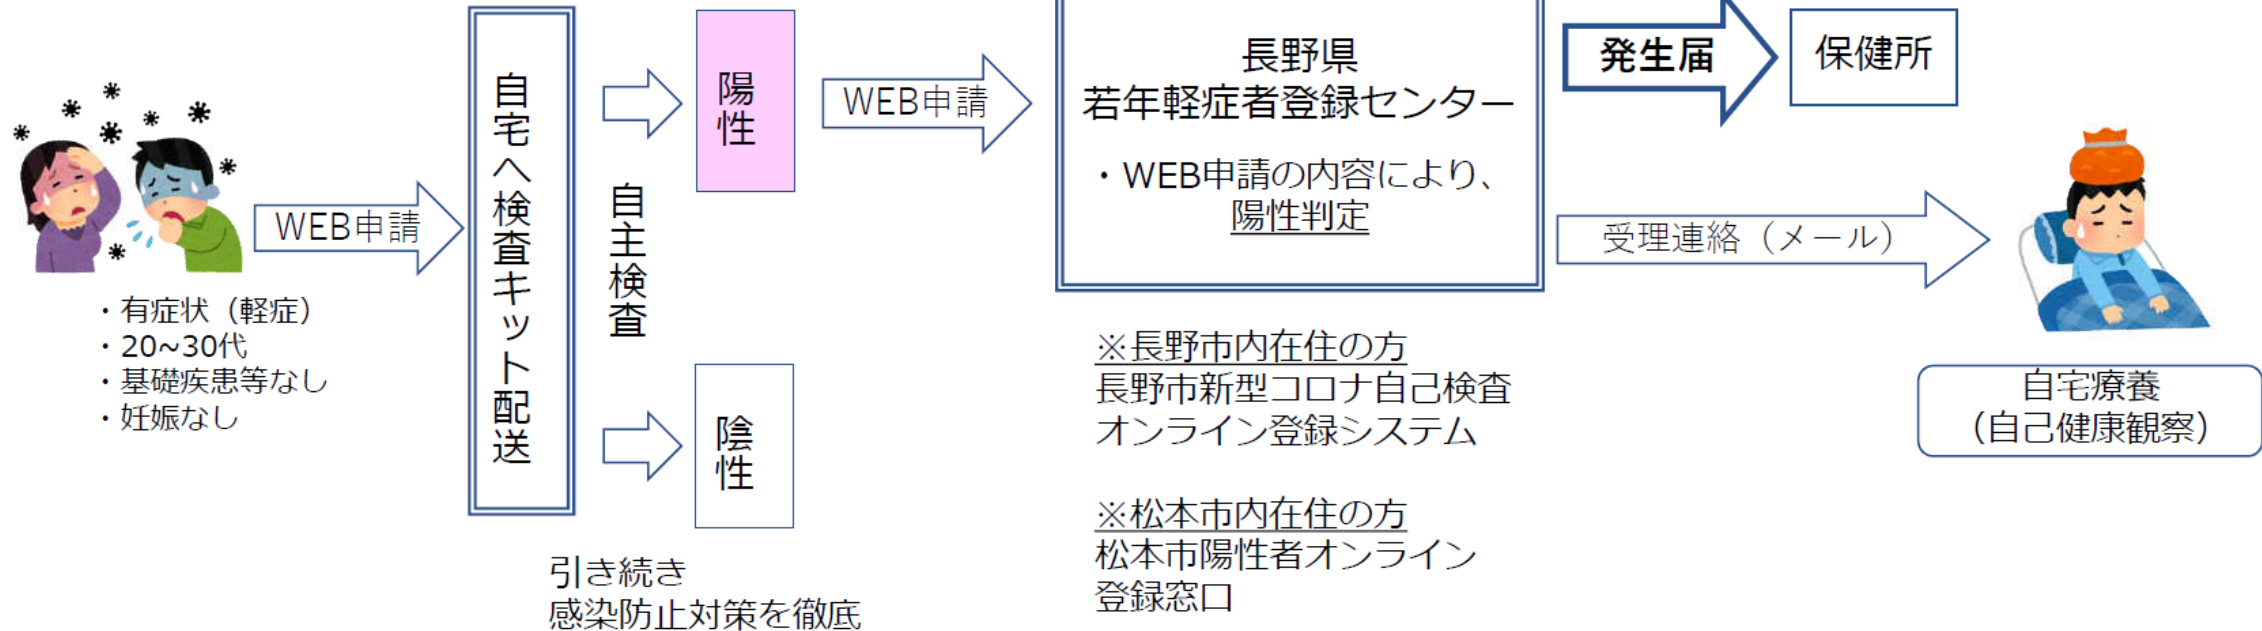 ・有症状（軽症）
・20~30代
・基礎疾患等なし
・妊娠なし
WEB申請
自宅へ検査キット配送
自主検査
陽性
陰性
引き続き
感染防止対策を徹底
WEB申請
長野県
若年軽症者登録センター
・WEB申請の内容により、
陽性判定
※長野市内在住の方
長野市新型コロナ自己検査
オンライン登録システム
※松本市内在住の方
松本市陽性者オンライン
登録窓口
発生届
保健所
受理連絡（メール）
自宅療養
（自己健康観察）